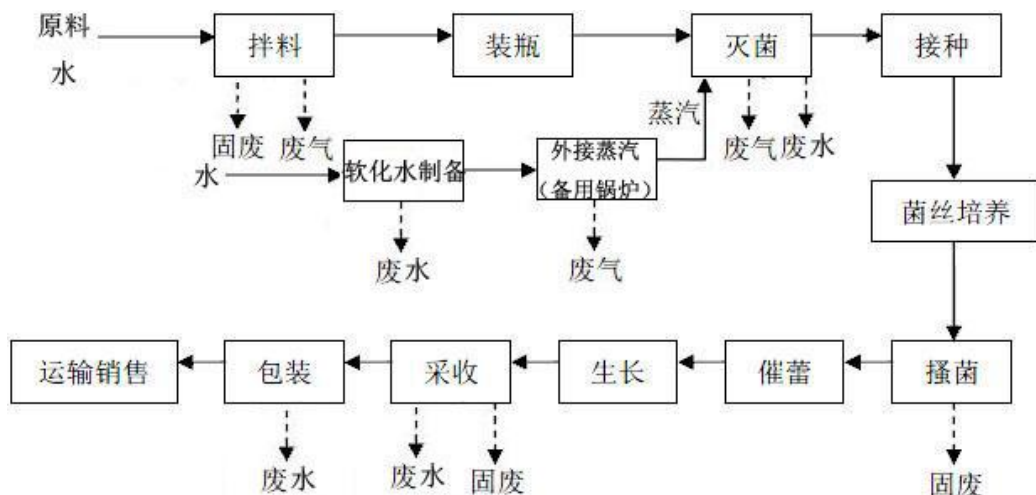 原料
水
拌料
装瓶
灭菌
接种
固废
废气
水
软化水制备
外接蒸汽
（备用锅炉）
蒸汽
废气
废水
菌丝培养
废水
废气
运输销售
包装
采收
生长
催蕾
搔菌
废水
废水
固废
固废